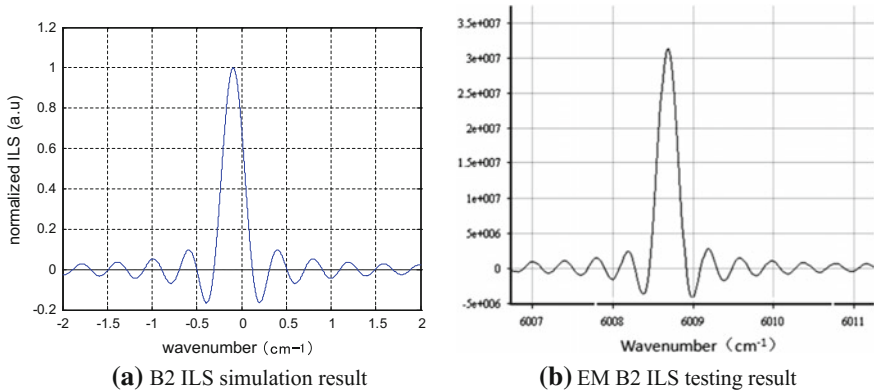 1.2
1
0.8
0.6
0.4
0.2
0
-0.2
normalized ILS (a.u)
-2 -1.5 -1 -0.5 0 0.5 1 1.5 2
wavenumber (cm−1)
(a) B2 ILS simulation result
3.5e+007
3e+007
2.5e+007
2e+007
1.5e+007
1e+007
5e+006
0
-5e+006
6007 6008 6009 6010 6011
Wavenumber (cm-1)
(b) EM B2 ILS testing result